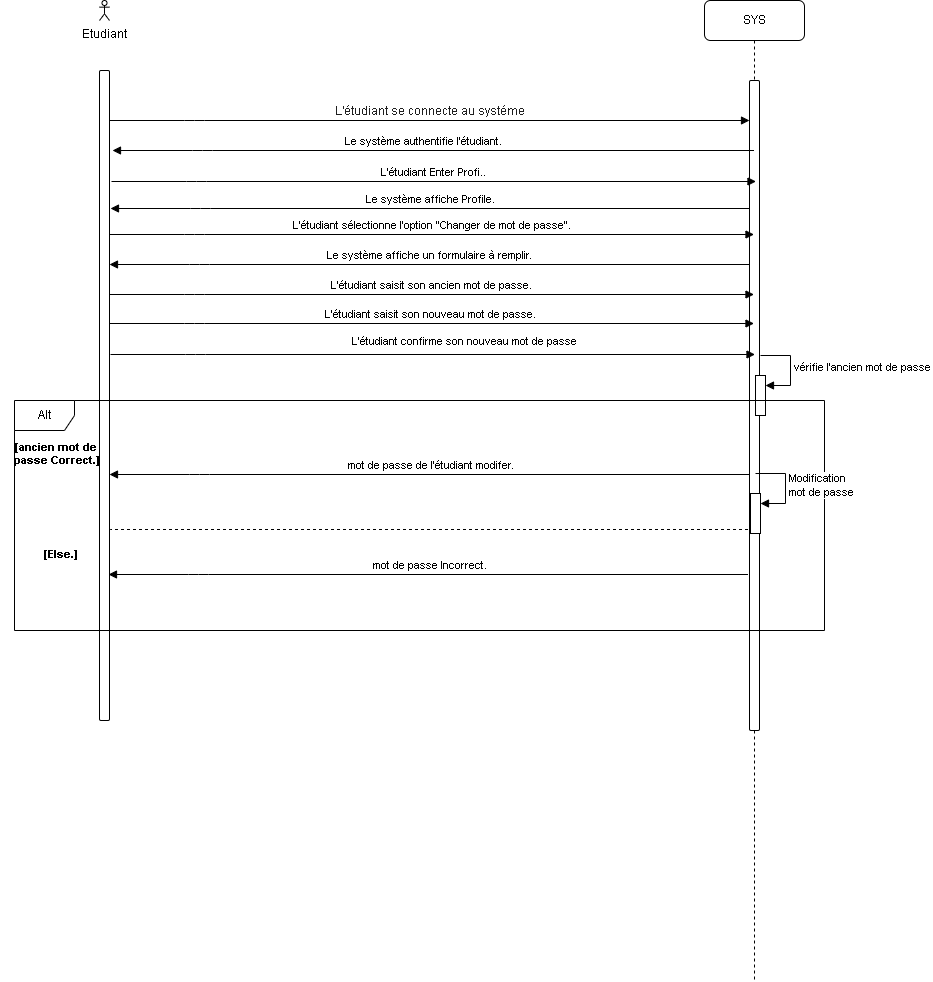 Etudiant
SYS
L'étudiant se connecte au systéme
Le système authentifie l'étudiant.
L'étudiant Enter Profi..
Le système affiche Profile.
L'étudiant sélectionne l'option "Changer de mot de passe".
Le système affiche un formulaire à remplir.
L'étudiant saisit son ancien mot de passe.
L'étudiant saisit son nouveau mot de passe.
L'étudiant confirme son nouveau mot de passe
vérifie l'ancien mot de passe
Alt
[ancien mot de
passe Correct.]
mot de passe de l'étudiant modifer.
Modification
mot de passe
[Else.]
mot de passe Incorrect.